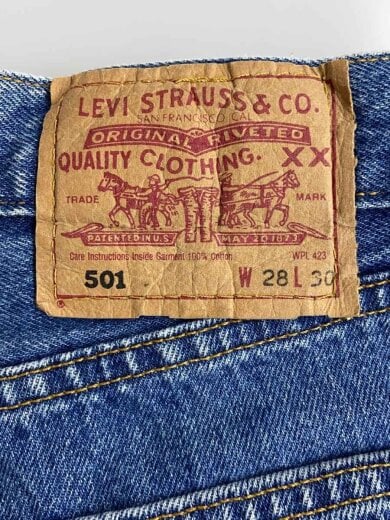 LEVI STRAUSS & CO.
SAN FRANCISCO CAL
ORIGINAL RIVETED
QUALITY CLOTHING. XX
TRADE MARK
PATENTED IN U.S. MAY 20 1873
Care Instructions Inside Garment 100% Cotton WPL 423
501 W 28 L 30
®